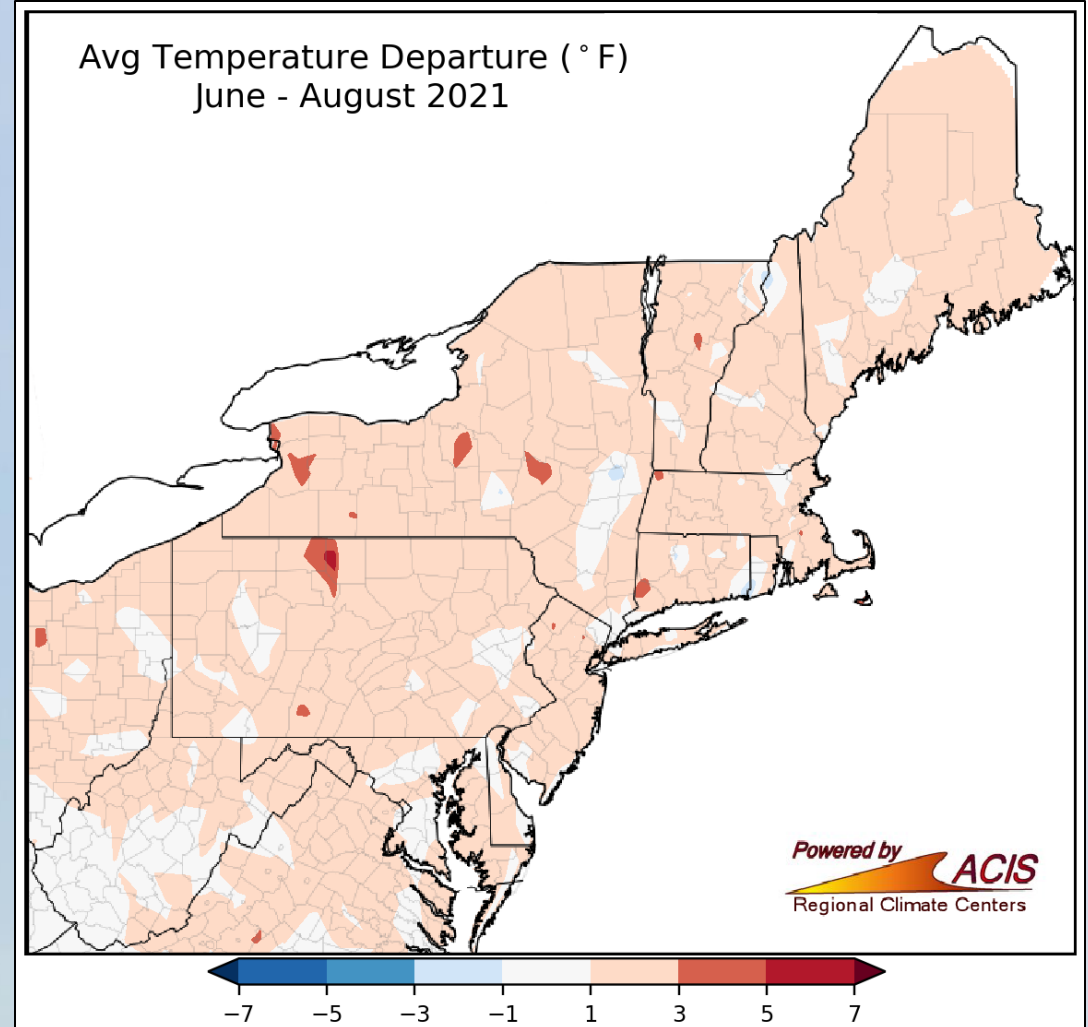 Avg Temperature Departure (°F)
June - August 2021
Powered by
ACIS
Regional Climate Centers
−7 −5 −3 −1 1 3 5 7